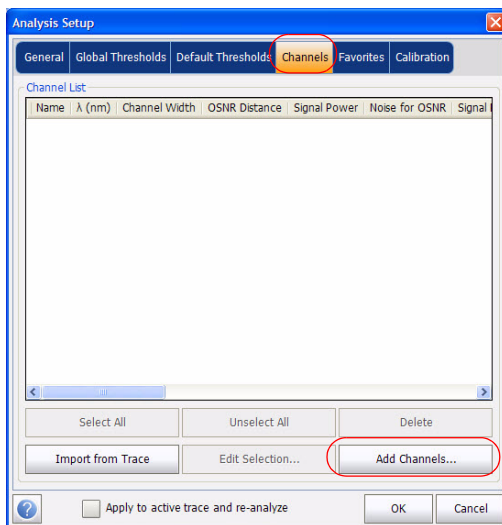 Analysis Setup
General Global Thresholds Default Thresholds Channels Favorites Calibration
Channel List
Name λ (nm) Channel Width OSNR Distance Signal Power Noise for OSNR Signal
Select All Unselect All Delete
Import from Trace Edit Selection... Add Channels...
? Apply to active trace and re-analyze OK Cancel